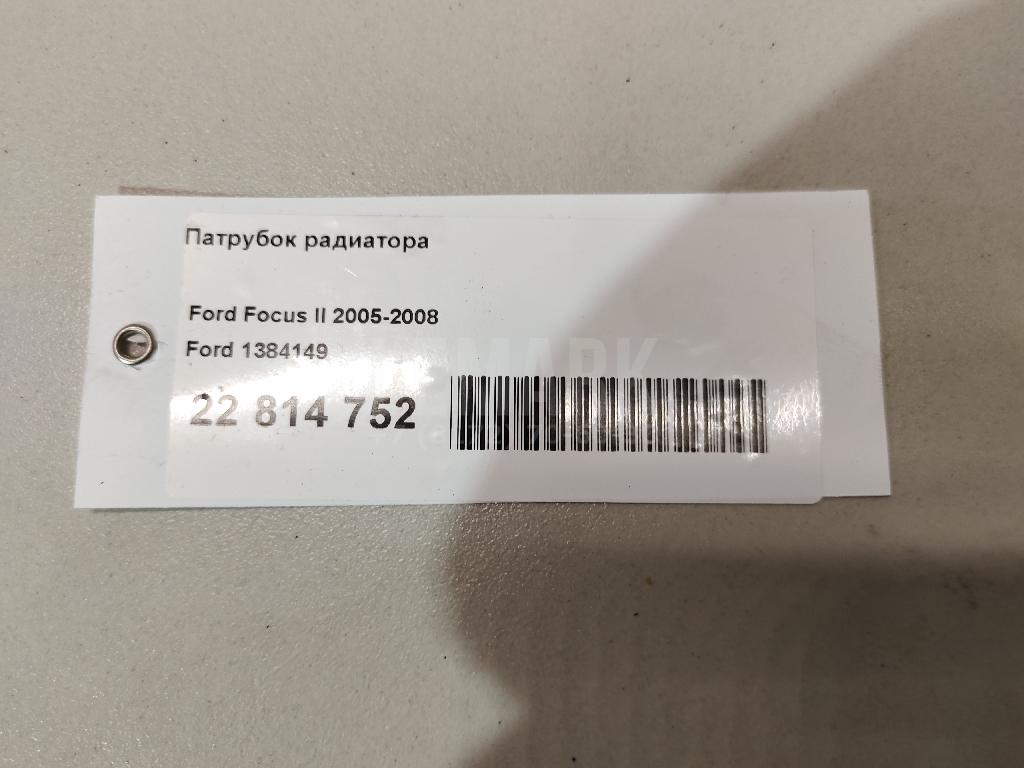 Патрубок радиатора
Ford Focus II 2005-2008
Ford 1384149
22 814 752